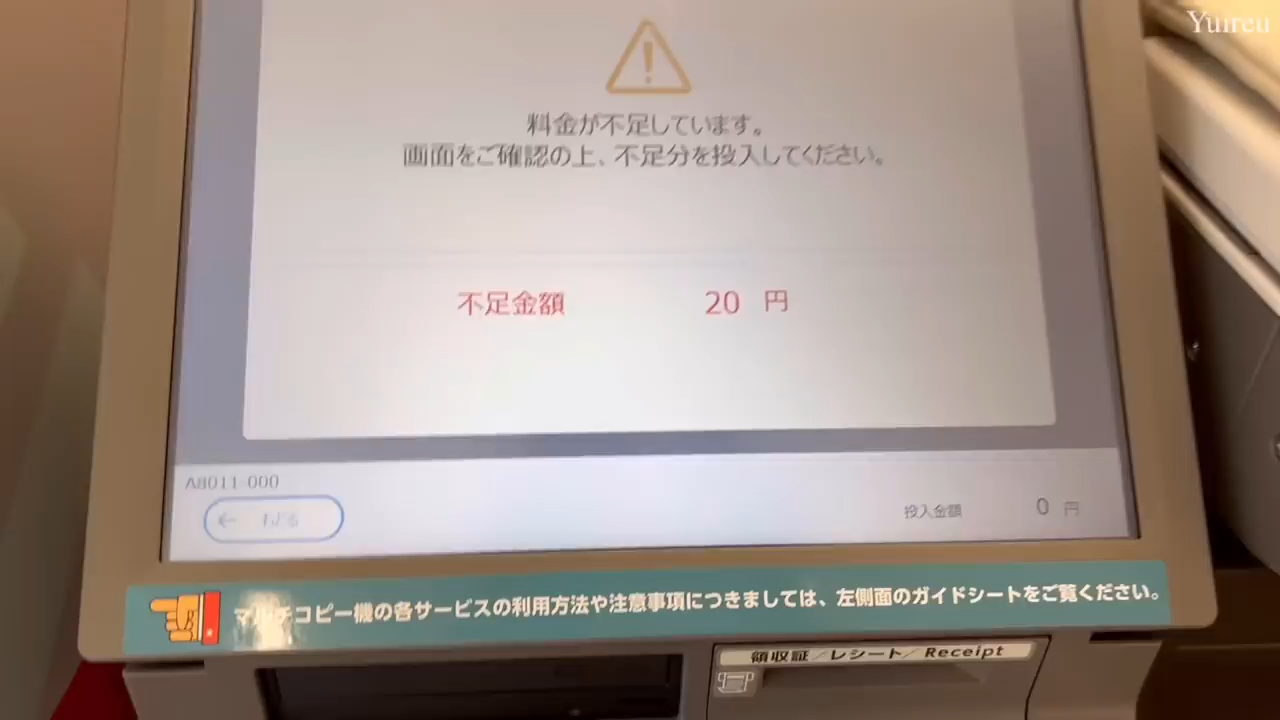 Yuireu
料金が不足しています。
画面をご確認の上、不足分を投入してください。
不足金額 20 円
A8011-000
← もどる
投入金額 0 円
マルチコピー機の各サービスの利用方法や注意事項につきましては、左側面のガイドシートをご覧ください。
領収証/レシート/Receipt